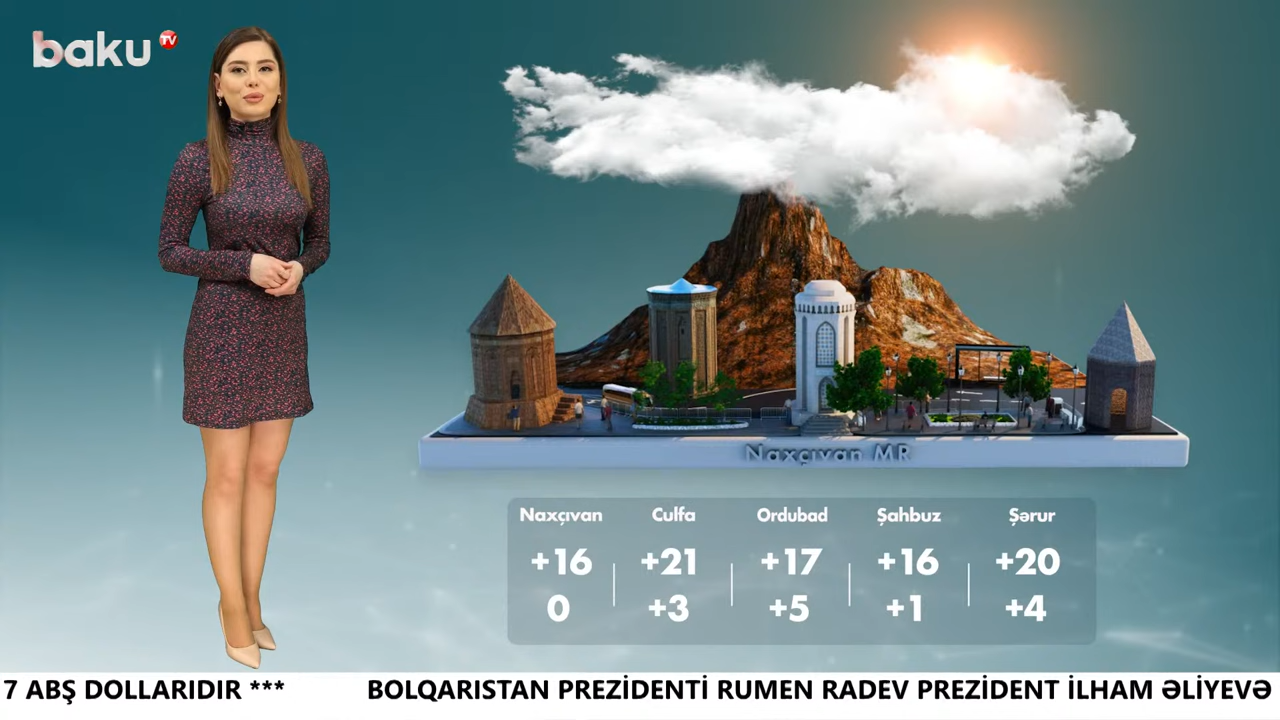 baku TV
Naxçıvan MR
Naxçıvan Culfa Ordubad Şahbuz Şərur
+16 +21 +17 +16 +20
0 +3 +5 +1 +4
7 ABŞ DOLLARIDIR *** BOLQARISTAN PREZİDENTİ RUMEN RADEV PREZİDENT İLHAM ƏLİYEVƏ